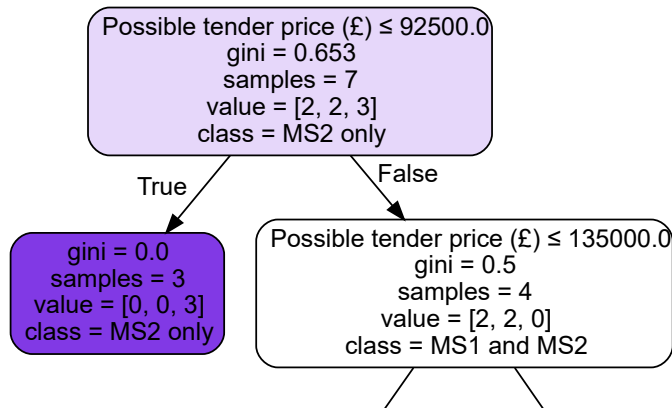 Possible tender price (£) ≤ 92500.0
gini = 0.653
samples = 7
value = [2, 2, 3]
class = MS2 only
True
False
gini = 0.0
samples = 3
value = [0, 0, 3]
class = MS2 only
Possible tender price (£) ≤ 135000.0
gini = 0.5
samples = 4
value = [2, 2, 0]
class = MS1 and MS2